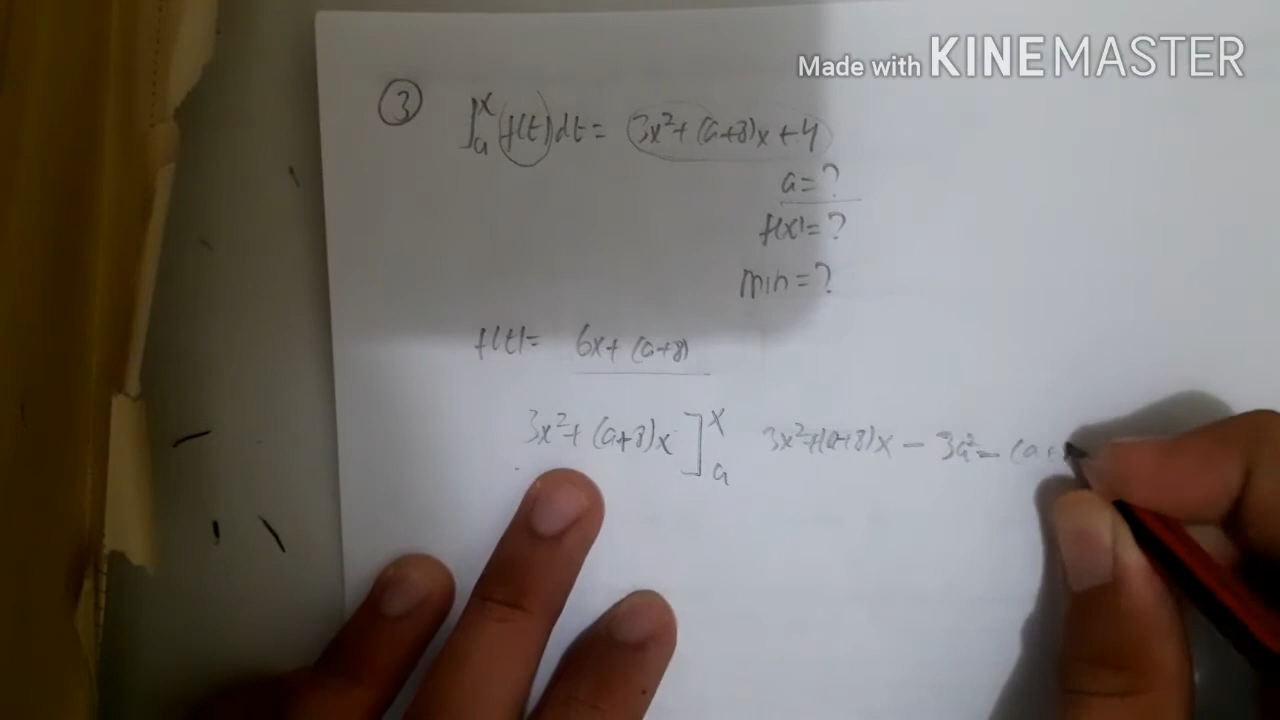 Made with KINEMASTER
③ ∫ₐˣ f(t)dt = 3x²+(a+8)x+4
a=?
f(x)=?
min=?
f(t)= 6x+(a+8)
3x²+(a+8)x]ₐˣ 3x²+(a+8)x - 3a² - (a+